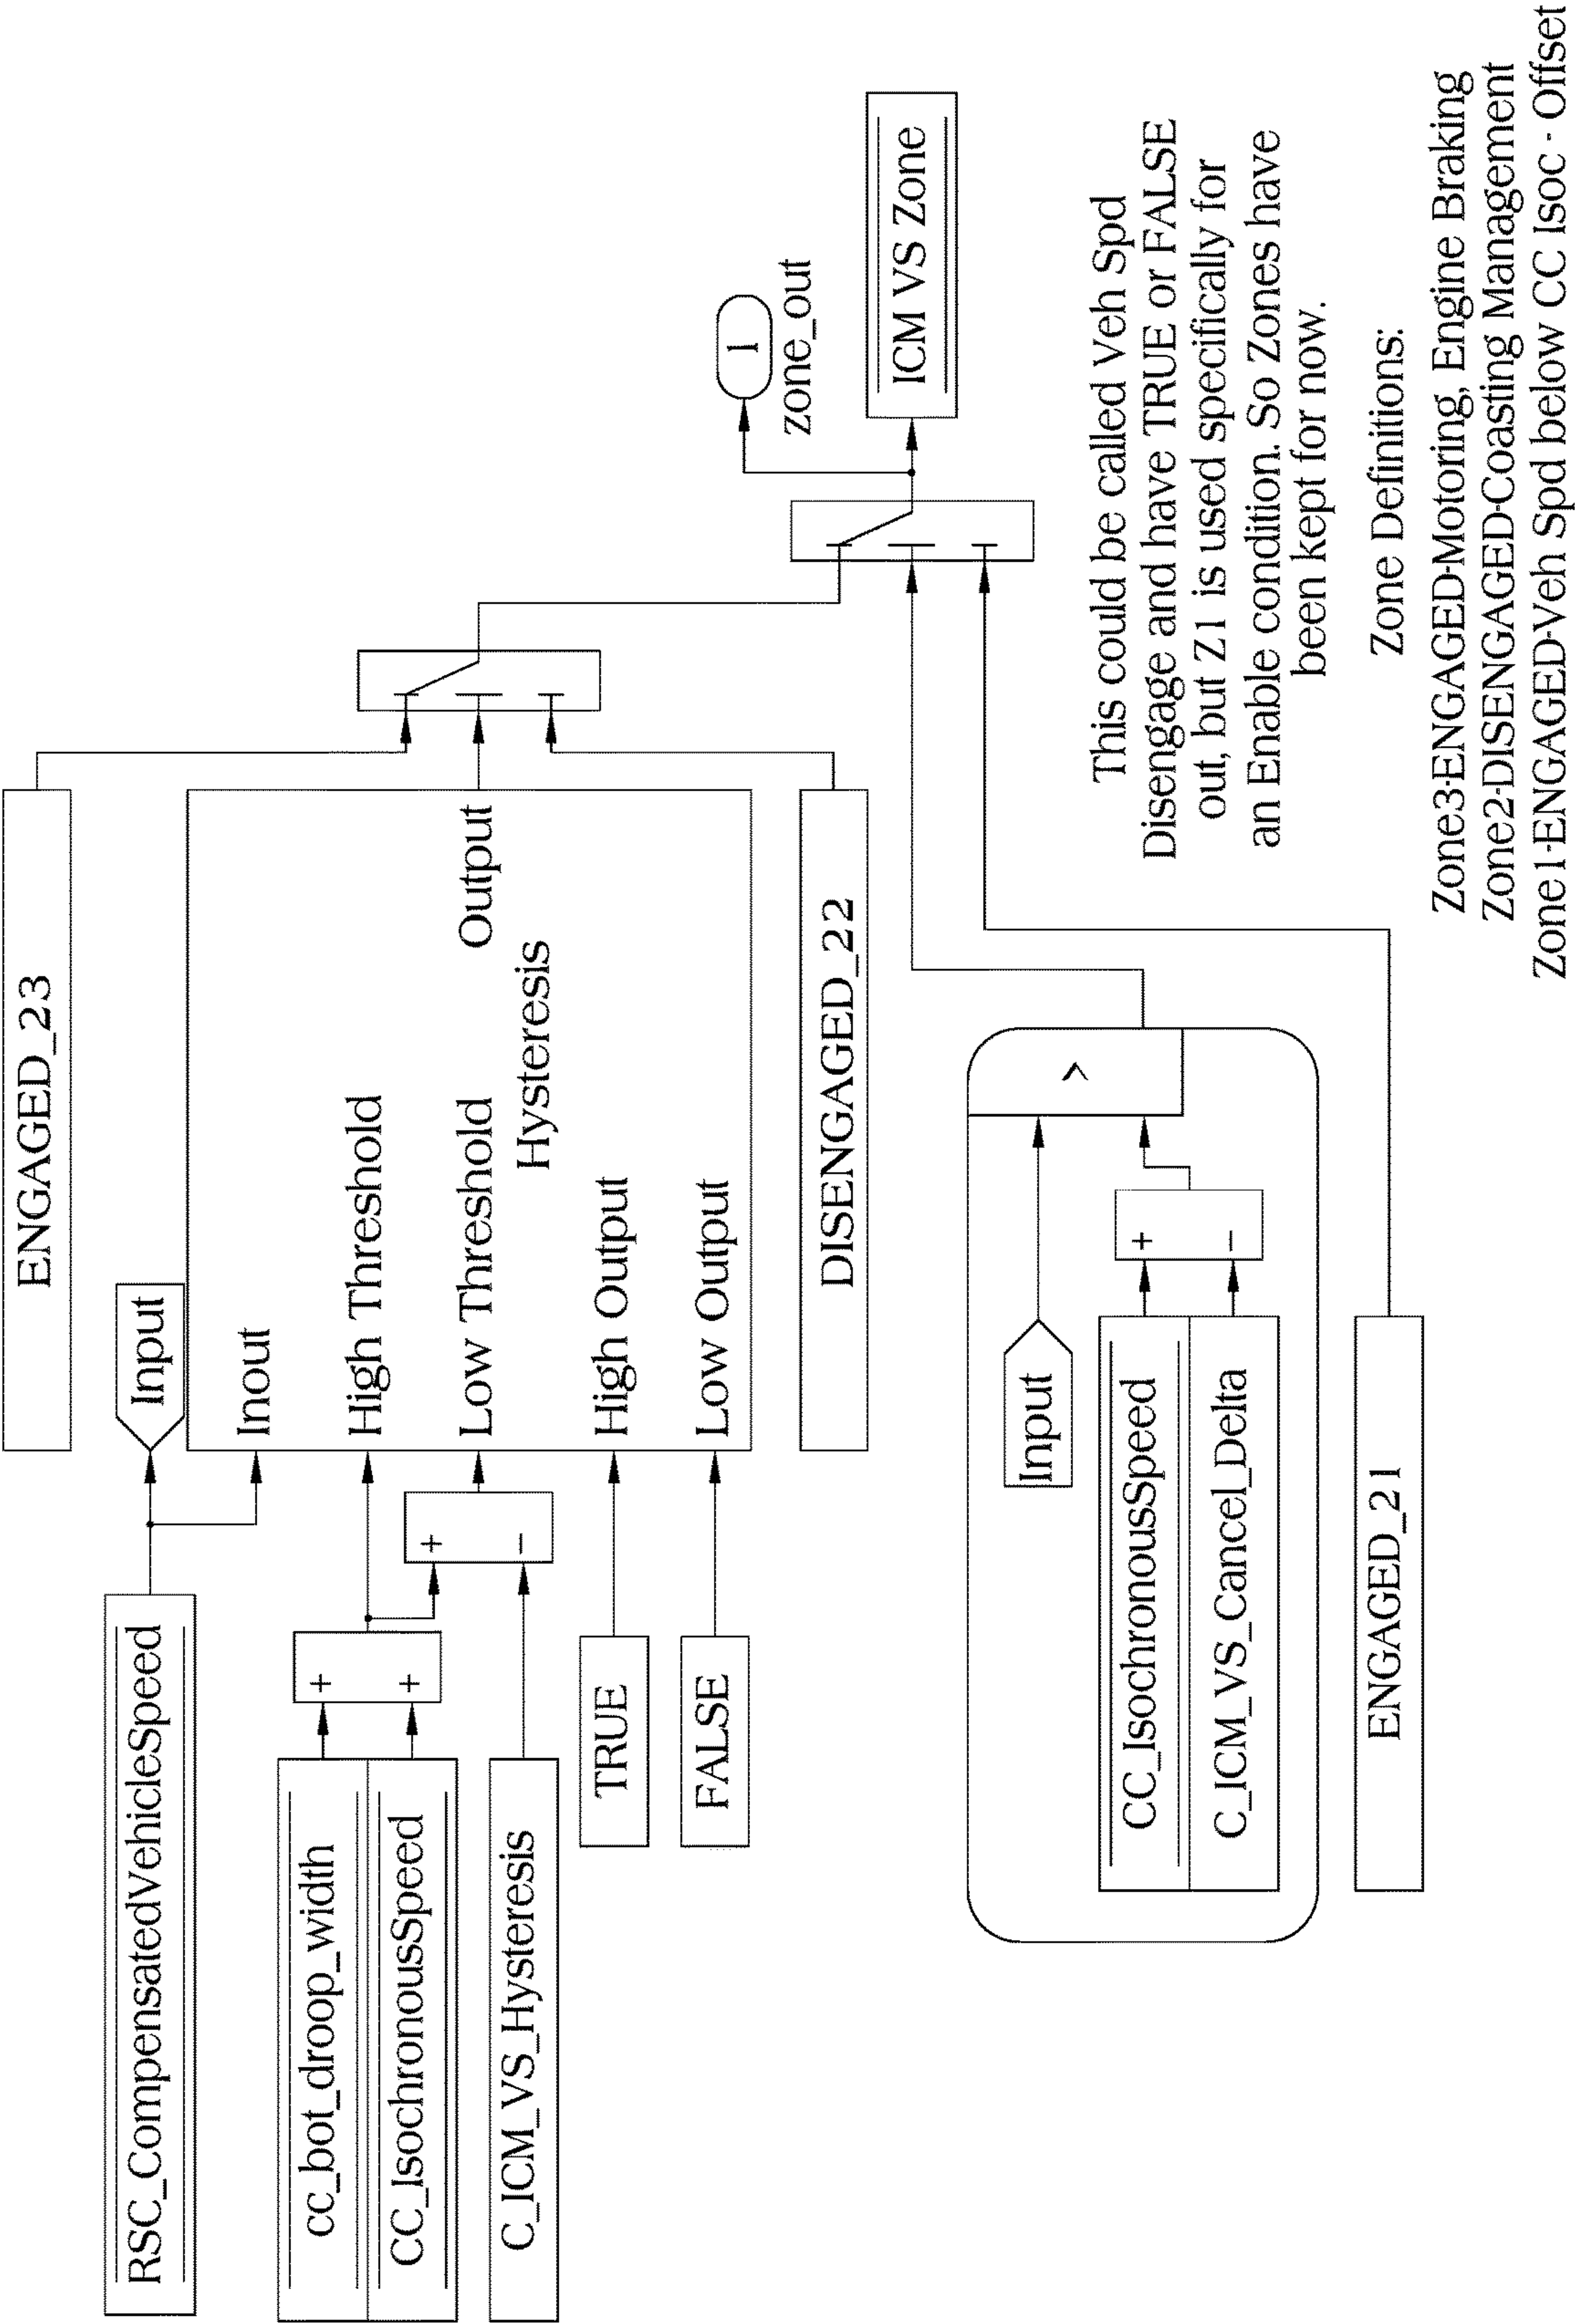 ENGAGED_23
RSC_CompensatedVehicleSpeed
Input
Inout
cc_bot_droop_width
CC_IsochronousSpeed
+
+
High Threshold
Output
+
−
Low Threshold
C_ICM_VS_Hysteresis
Hysteresis
TRUE
High Output
FALSE
Low Output
DISENGAGED_22
1
zone_out
ICM VS Zone
Input
>
CC_IsochronousSpeed
+
C_ICM_VS_Cancel_Delta
−
ENGAGED_21
This could be called Veh Spd
Disengage and have TRUE or FALSE
out, but Z1 is used specifically for
an Enable condition. So Zones have
been kept for now.
Zone Definitions:
Zone3-ENGAGED-Motoring, Engine Braking
Zone2-DISENGAGED-Coasting Management
Zone1-ENGAGED-Veh Spd below CC Isoc - Offset